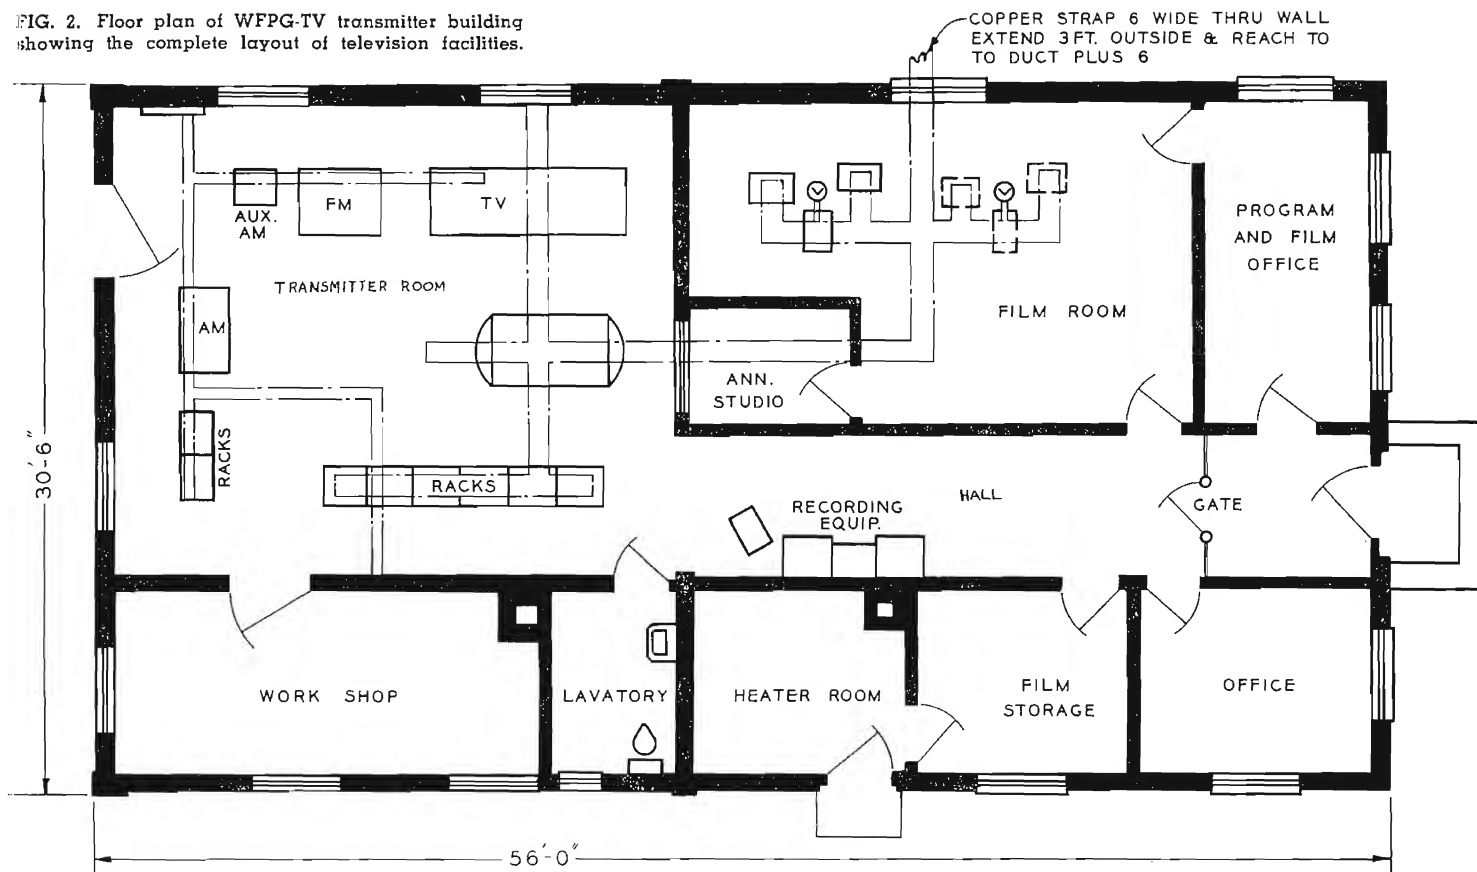 FIG. 2. Floor plan of WFPG-TV transmitter building
showing the complete layout of television facilities.
COPPER STRAP 6 WIDE THRU WALL
EXTEND 3FT. OUTSIDE & REACH TO
TO DUCT PLUS 6
AUX.
AM
FM
TV
TRANSMITTER ROOM
AM
RACKS
RACKS
ANN.
STUDIO
FILM ROOM
PROGRAM
AND FILM
OFFICE
HALL
GATE
RECORDING
EQUIP.
WORK SHOP
LAVATORY
HEATER ROOM
FILM
STORAGE
OFFICE
30'-6"
56'-0"